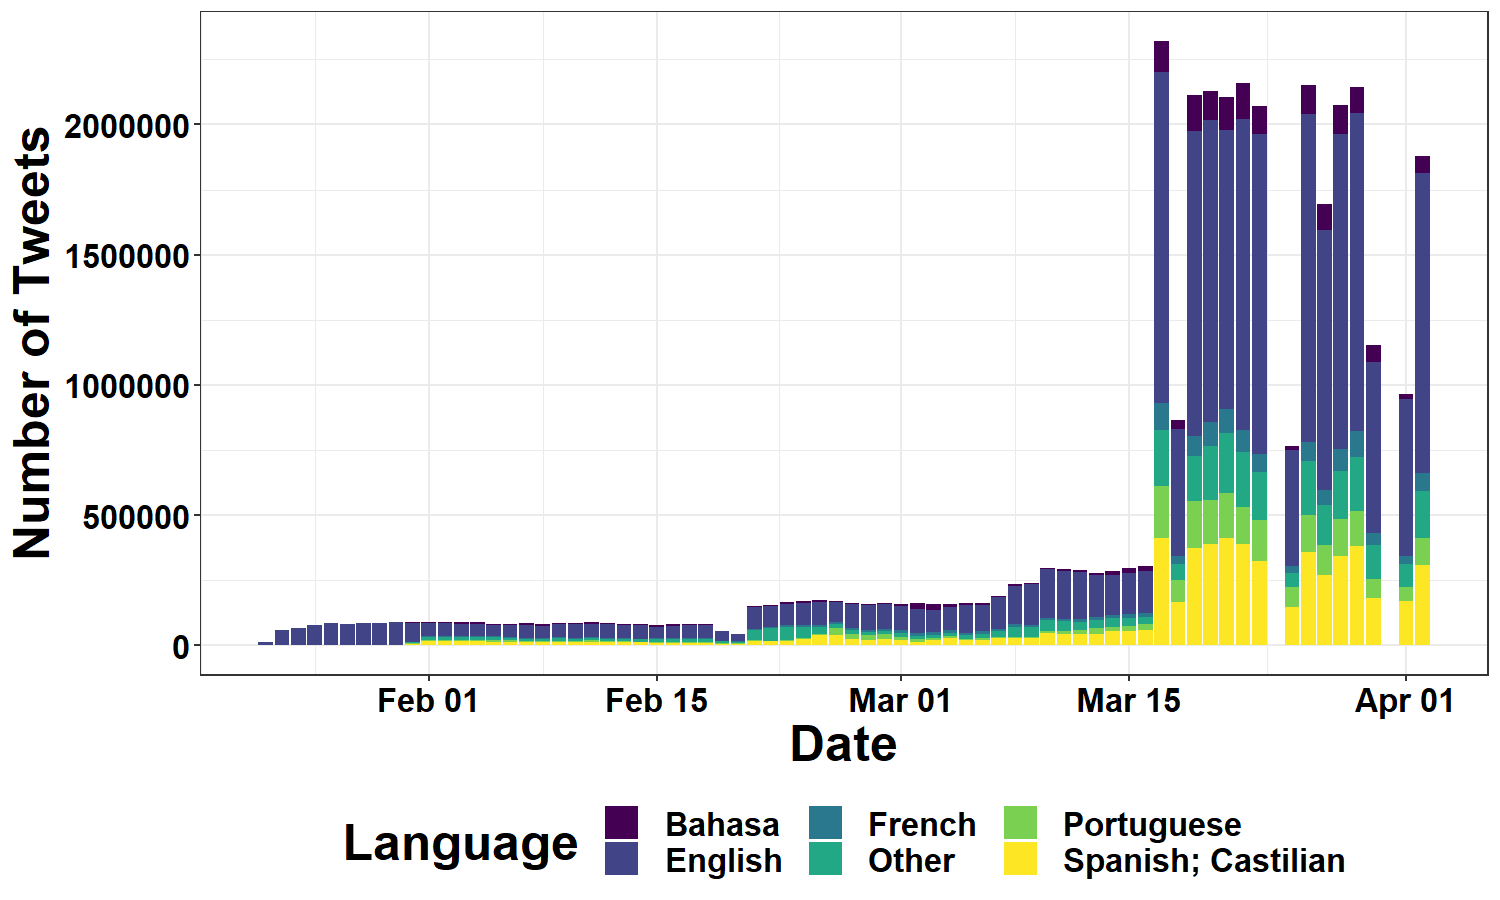 Number of Tweets
2000000
1500000
1000000
500000
0
Feb 01 Feb 15 Mar 01 Mar 15 Apr 01
Date
Language
Bahasa French Portuguese
English Other Spanish; Castilian